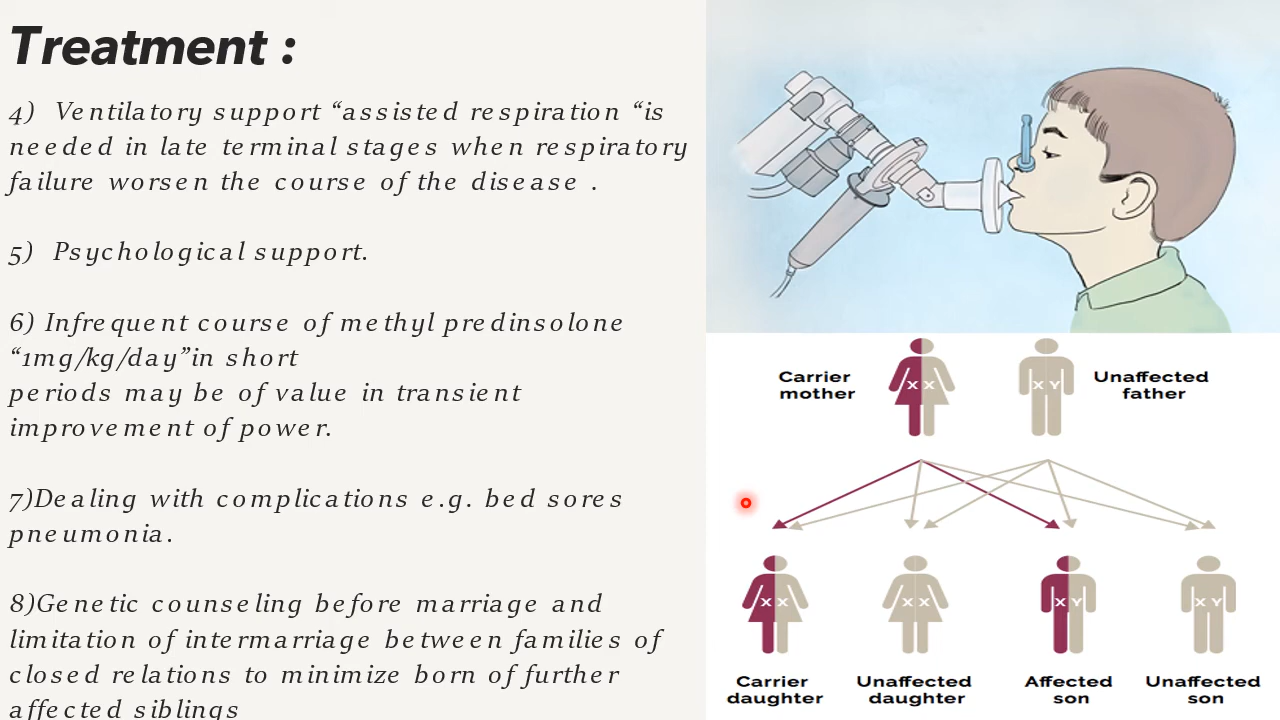 Treatment :
4) Ventilatory support “assisted respiration “is
needed in late terminal stages when respiratory
failure worsen the course of the disease .
5) Psychological support.
6) Infrequent course of methyl predinsolone
“1mg/kg/day”in short
periods may be of value in transient
improvement of power.
7)Dealing with complications e.g. bed sores
pneumonia.
8)Genetic counseling before marriage and
limitation of intermarriage between families of
closed relations to minimize born of further
affected siblings
Carrier
mother
X X
X Y
Unaffected
father
X X
X X
X Y
X Y
Carrier
daughter
Unaffected
daughter
Affected
son
Unaffected
son